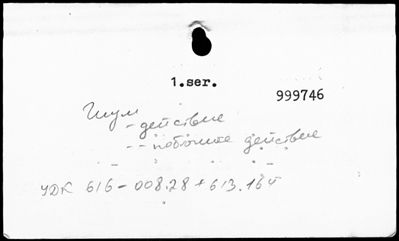 1.ser.
999746
Шум
- действие
-- побочное действие
УДК 616-008.28 + 613.164